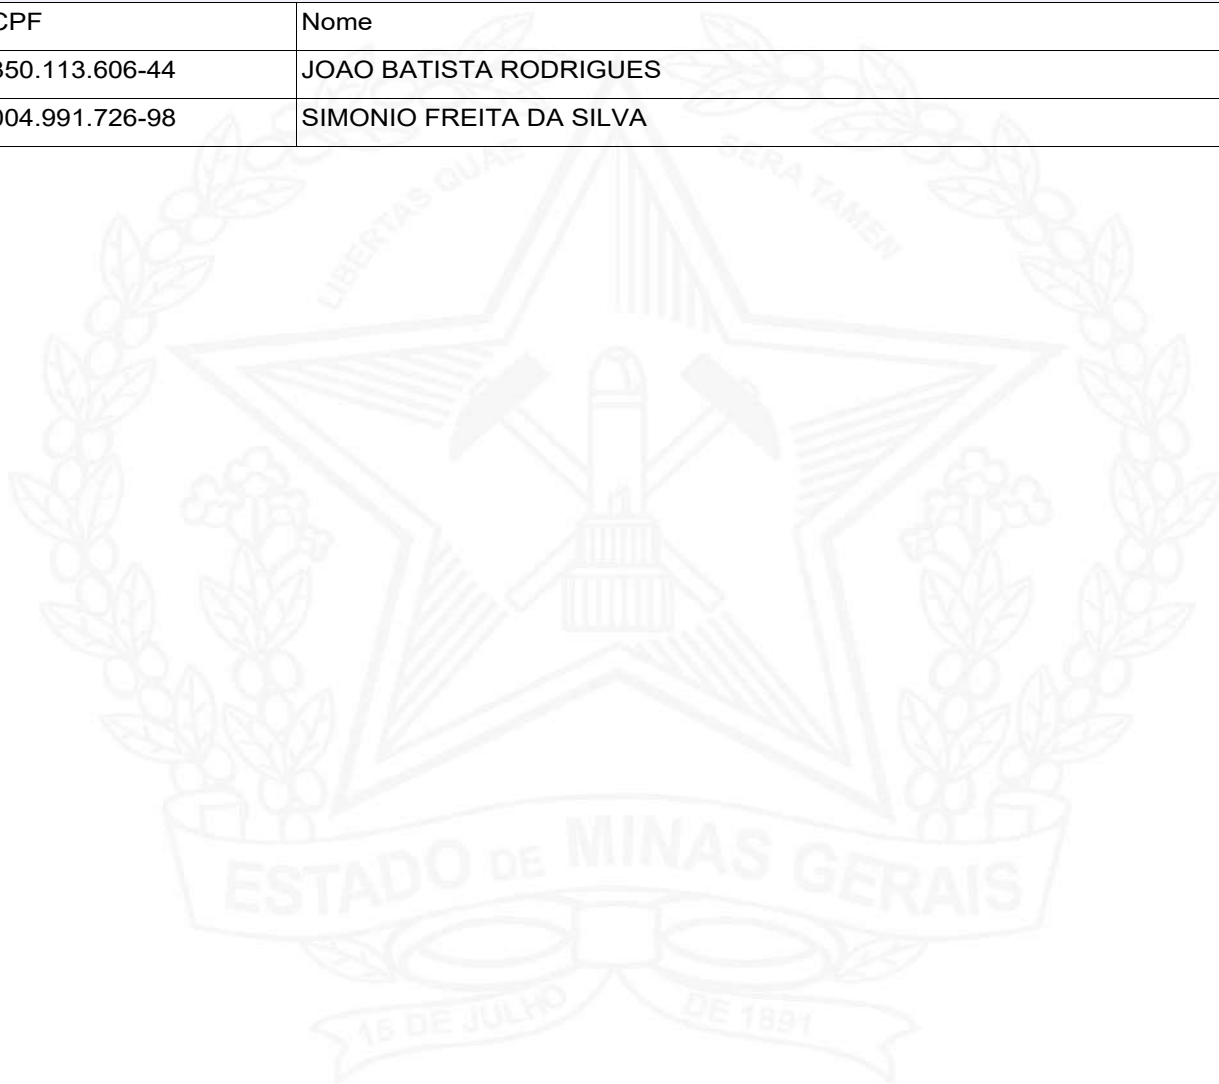 CPF Nome
350.113.606-44 JOAO BATISTA RODRIGUES
004.991.726-98 SIMONIO FREITA DA SILVA
LIBERTAS QUAE SERA TAMEN
ESTADO DE MINAS GERAIS
15 DE JULHO DE 1891